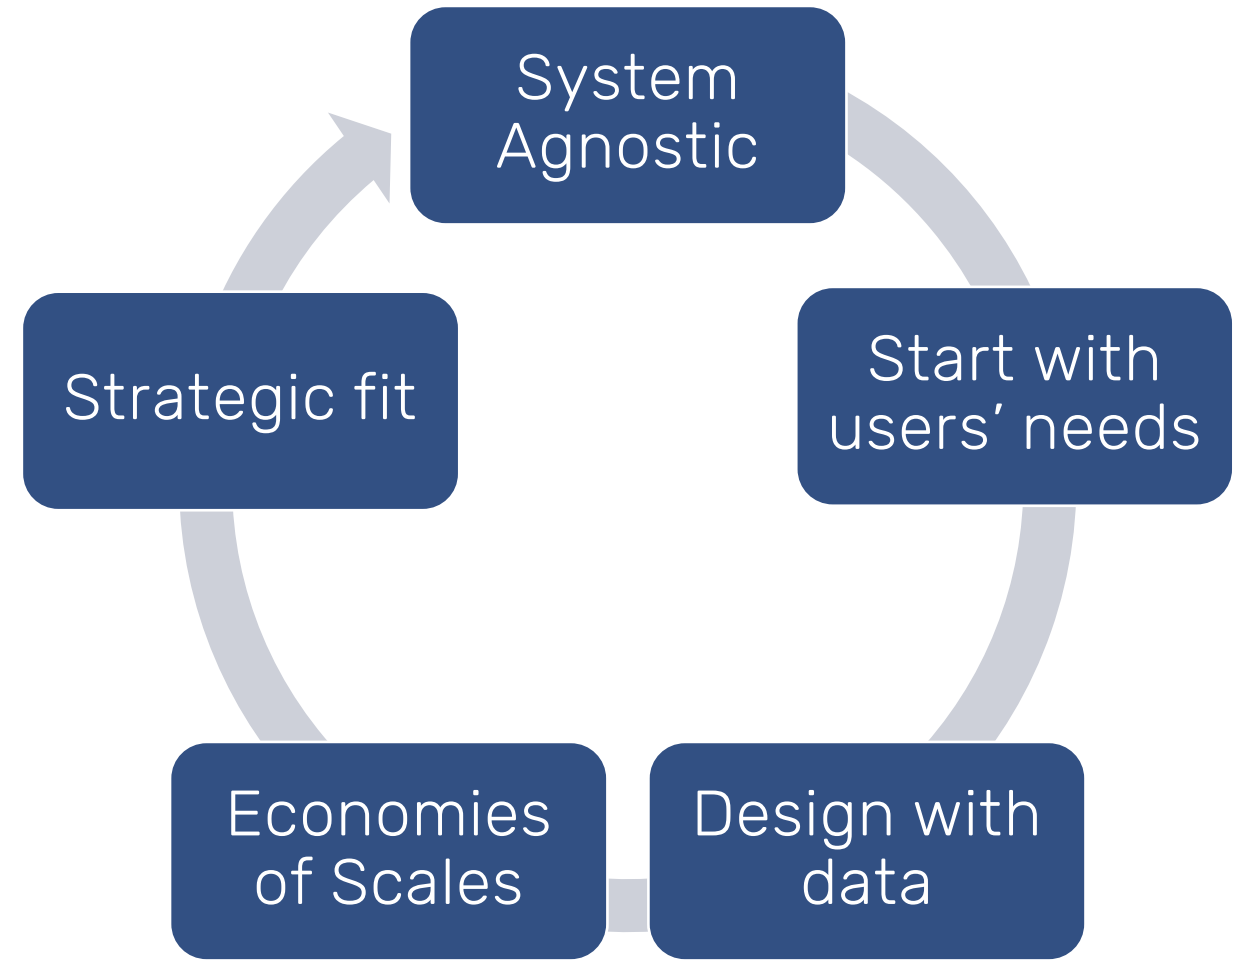 System
Agnostic
Start with
users’ needs
Design with
data
Economies
of Scales
Strategic fit